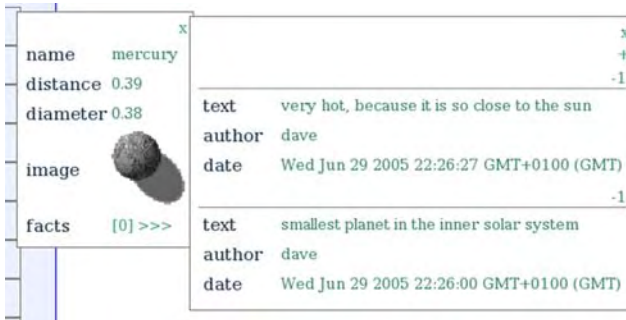 x
name mercury
distance 0.39
diameter 0.38
image
facts [0] >>>
x
+
-1
text very hot, because it is so close to the sun
author dave
date Wed Jun 29 2005 22:26:27 GMT+0100 (GMT)
-1
text smallest planet in the inner solar system
author dave
date Wed Jun 29 2005 22:26:00 GMT+0100 (GMT)